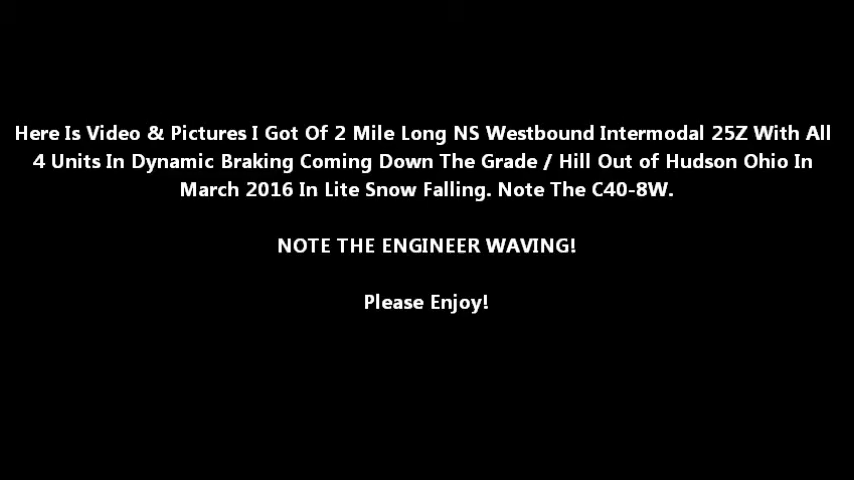 Here Is Video & Pictures I Got Of 2 Mile Long NS Westbound Intermodal 25Z With All
4 Units In Dynamic Braking Coming Down The Grade / Hill Out of Hudson Ohio In
March 2016 In Lite Snow Falling. Note The C40-8W.
NOTE THE ENGINEER WAVING!
Please Enjoy!